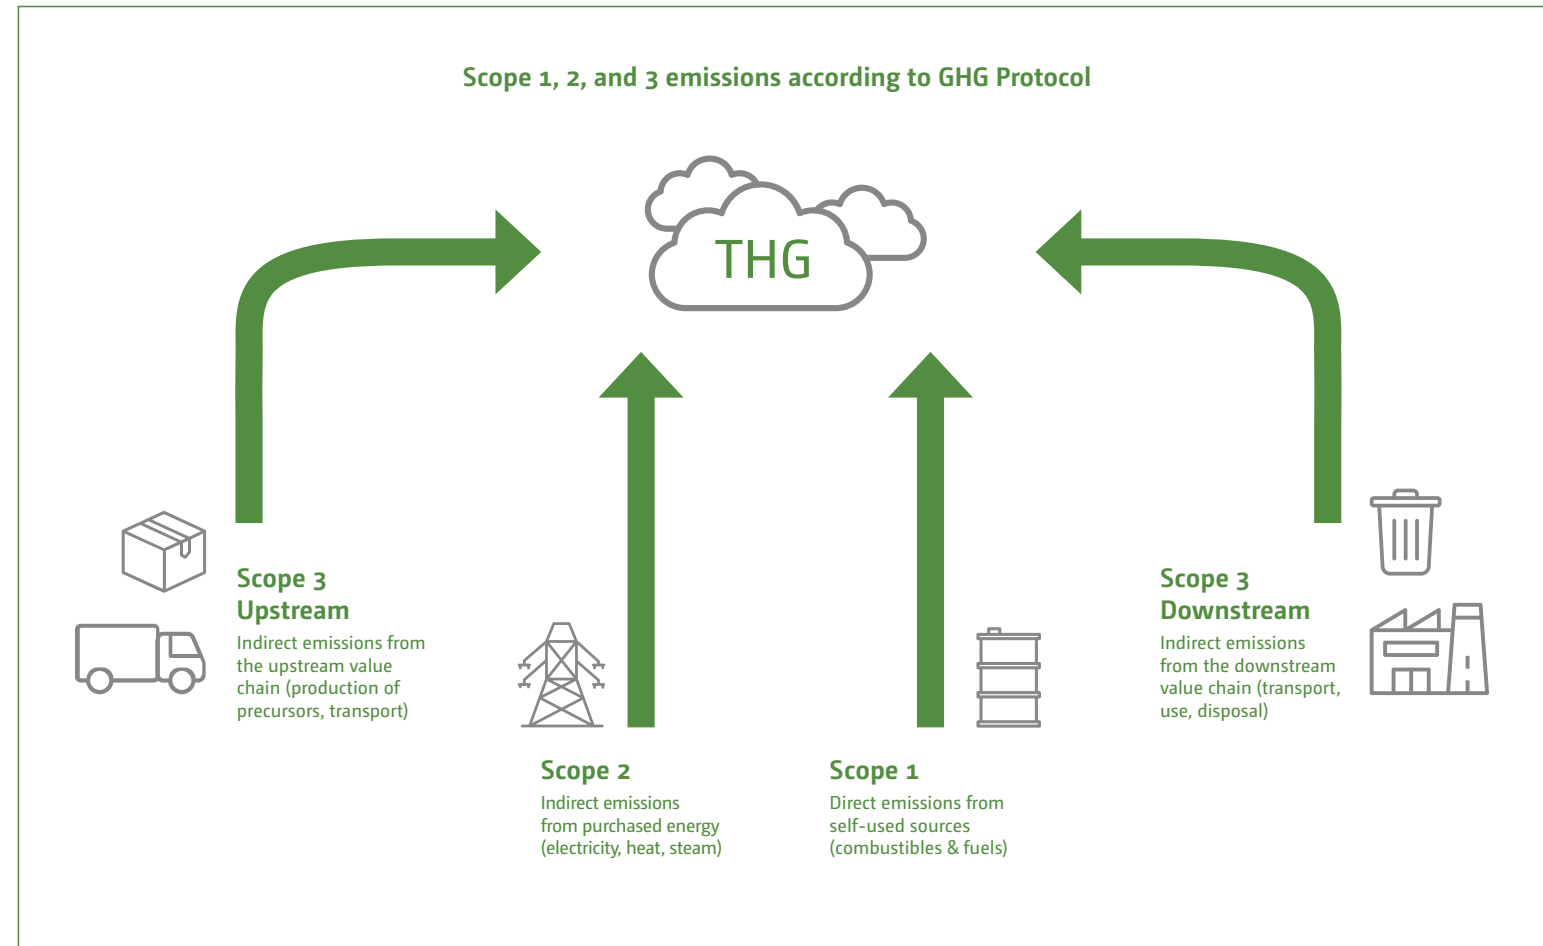 Scope 1, 2, and 3 emissions according to GHG Protocol
THG
Scope 3
Upstream
Indirect emissions from
the upstream value
chain (production of
precursors, transport)
Scope 2
Indirect emissions
from purchased energy
(electricity, heat, steam)
Scope 1
Direct emissions from
self-used sources
(combustibles & fuels)
Scope 3
Downstream
Indirect emissions
from the downstream
value chain (transport,
use, disposal)